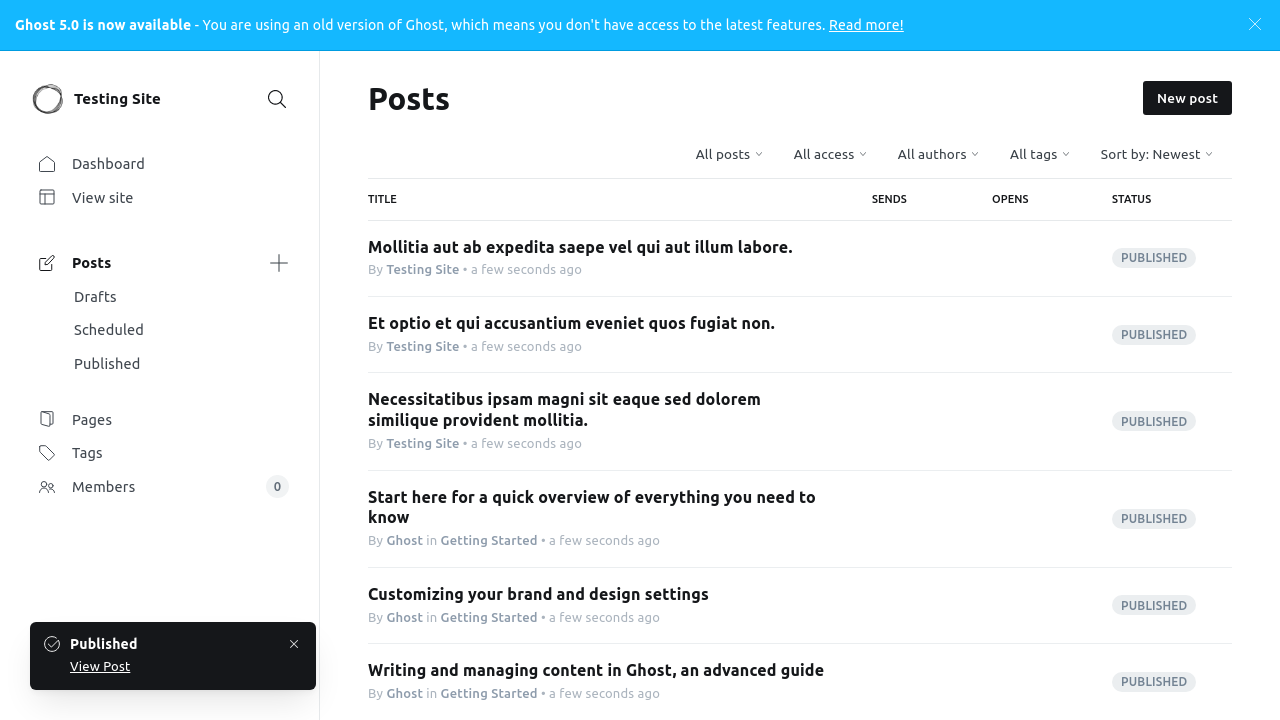 Ghost 5.0 is now available - You are using an old version of Ghost, which means you don't have access to the latest features. Read more!
Testing Site
Dashboard
View site
Posts
Drafts
Scheduled
Published
Pages
Tags
Members 0
Published
View Post
Posts
New post
All posts All access All authors All tags Sort by: Newest
TITLE SENDS OPENS STATUS
Mollitia aut ab expedita saepe vel qui aut illum labore.
By Testing Site • a few seconds ago
PUBLISHED
Et optio et qui accusantium eveniet quos fugiat non.
By Testing Site • a few seconds ago
PUBLISHED
Necessitatibus ipsam magni sit eaque sed dolorem
similique provident mollitia.
By Testing Site • a few seconds ago
PUBLISHED
Start here for a quick overview of everything you need to
know
By Ghost in Getting Started • a few seconds ago
PUBLISHED
Customizing your brand and design settings
By Ghost in Getting Started • a few seconds ago
PUBLISHED
Writing and managing content in Ghost, an advanced guide
By Ghost in Getting Started • a few seconds ago
PUBLISHED